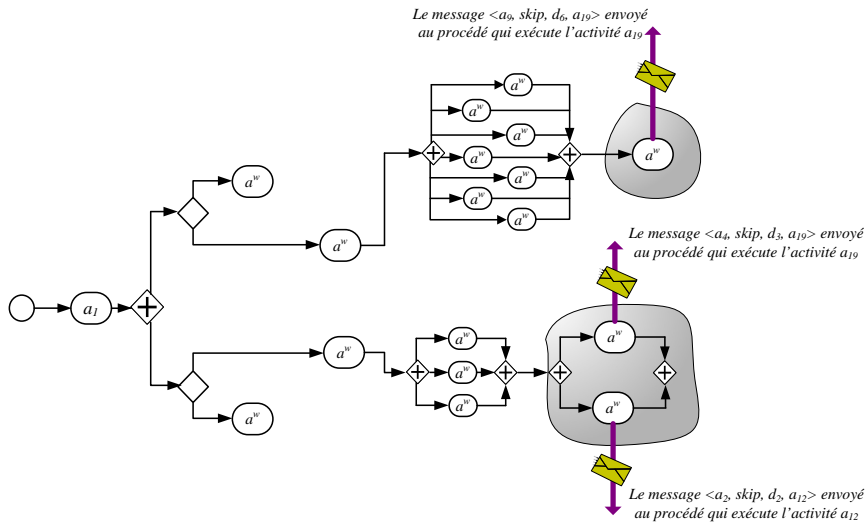 Le message <a9, skip, d6, a19> envoyé
au procédé qui exécute l'activité a19
aw
aw
aw
aw
aw
aw
aw
aw
aw
aw
aw
Le message <a4, skip, d3, a19> envoyé
au procédé qui exécute l'activité a19
a1
aw
aw
aw
aw
aw
aw
aw
aw
Le message <a2, skip, d2, a12> envoyé
au procédé qui exécute l'activité a12